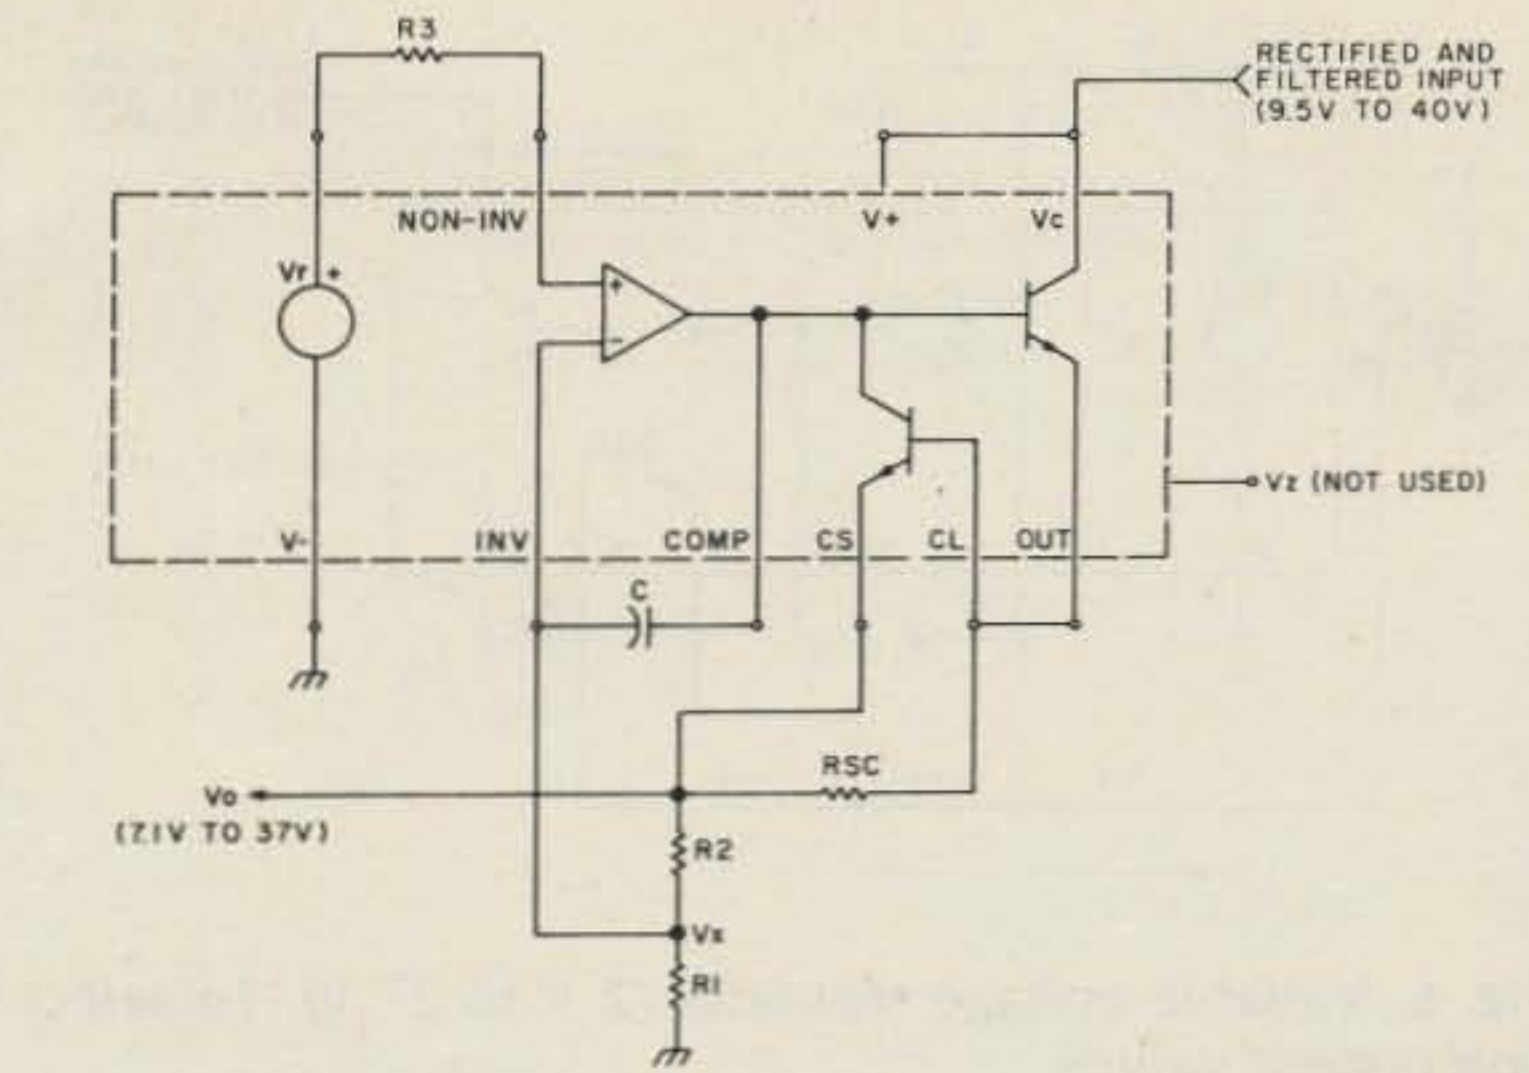 R3
RECTIFIED AND
FILTERED INPUT
(9.5V TO 40V)
NON-INV
V+
Vc
Vr +
+
-
Vz (NOT USED)
V-
INV
COMP
CS
CL
OUT
C
RSC
Vo
(7.1V TO 37V)
R2
Vx
R1